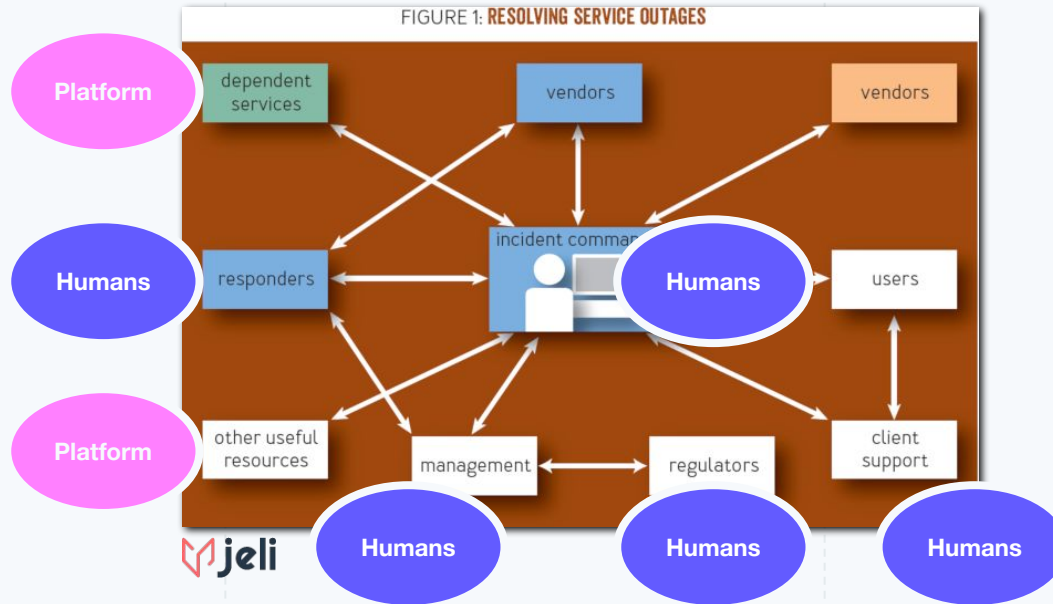 FIGURE 1: RESOLVING SERVICE OUTAGES
Platform
dependent
services
vendors
vendors
incident comman
Humans
responders
Humans
users
Platform
other useful
resources
management
regulators
client
support
jeli
Humans
Humans
Humans